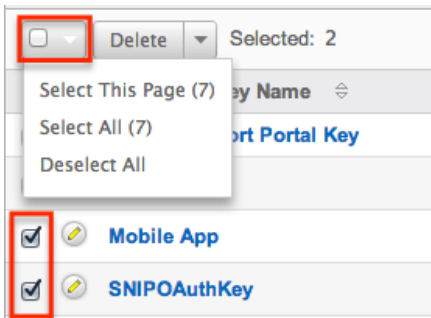 Delete Selected: 2
Select This Page (7)
ey Name
Select All (7)
ort Portal Key
Deselect All
Mobile App
SNIPOAuthKey